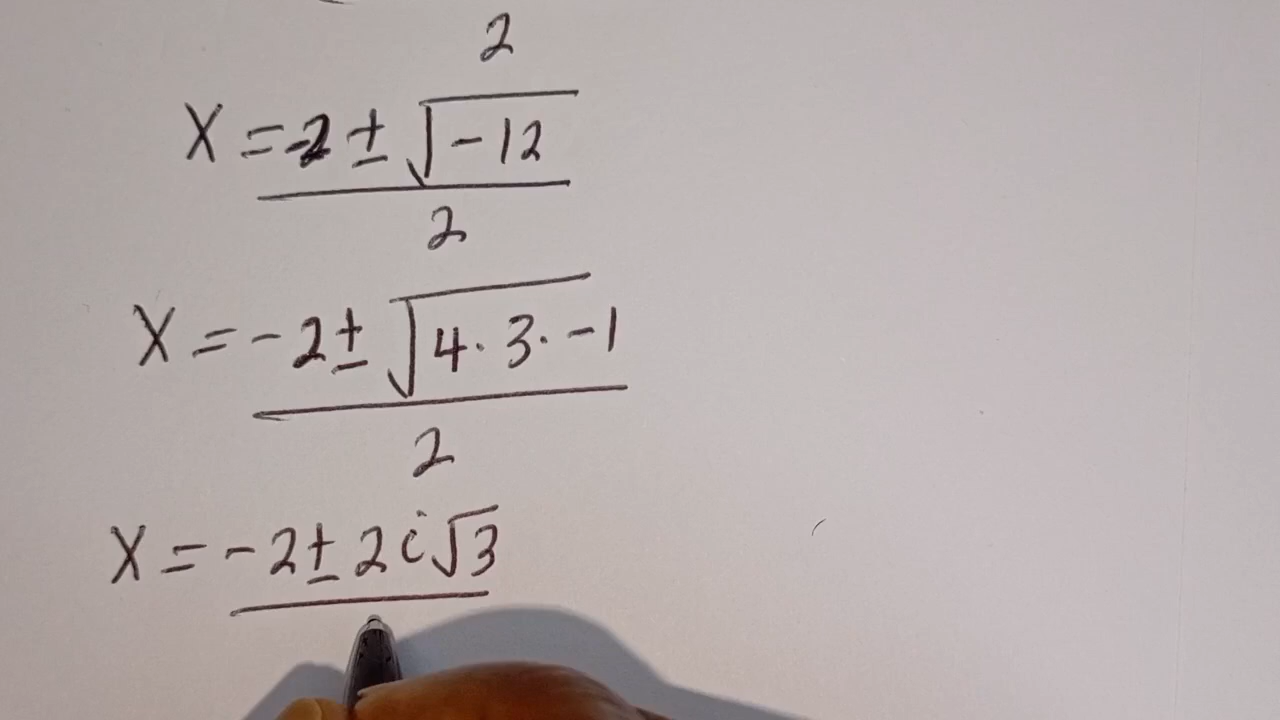 2
X = -2 ± √-12
2
X = -2 ± √4 · 3 · -1
2
X = -2 ± 2i√3